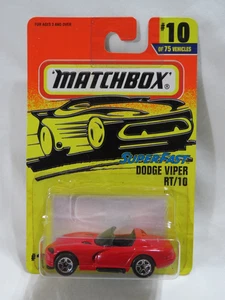 #10
OF 75 VEHICLES
MATCHBOX
SUPERFAST
DODGE VIPER
RT/10